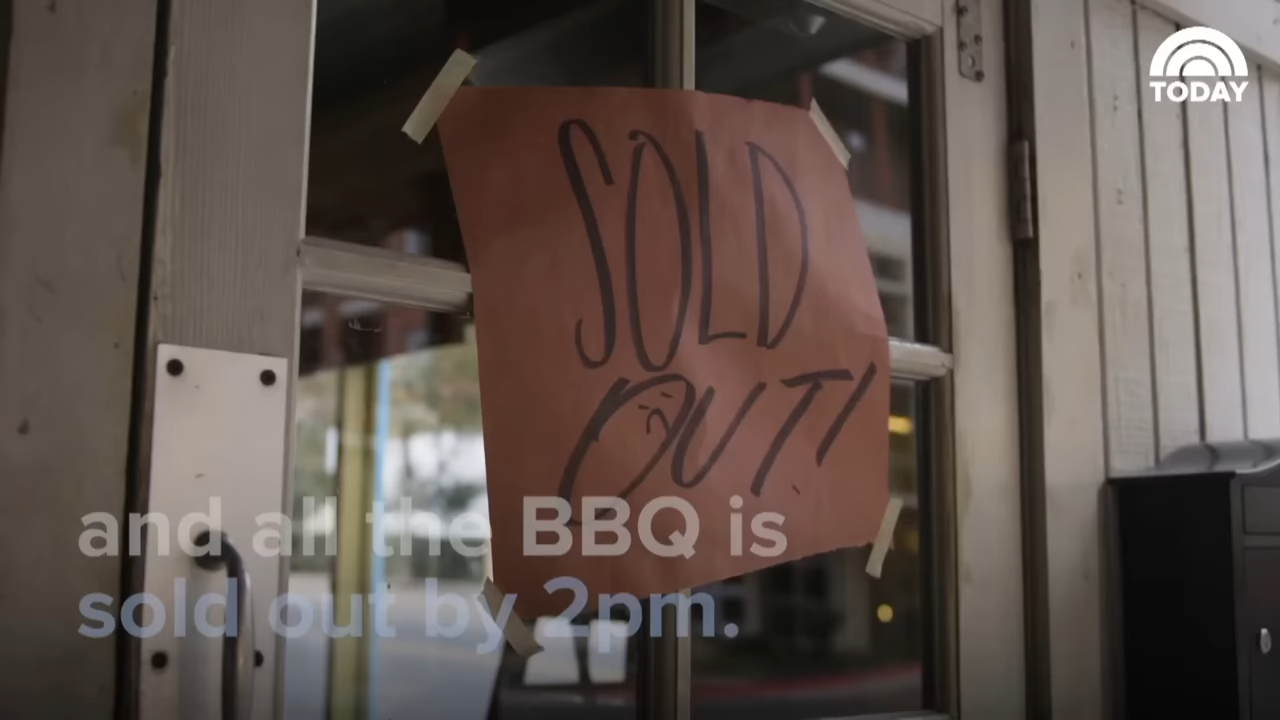 TODAY
SOLD
OUT!
and all the BBQ is
sold out by 2pm.